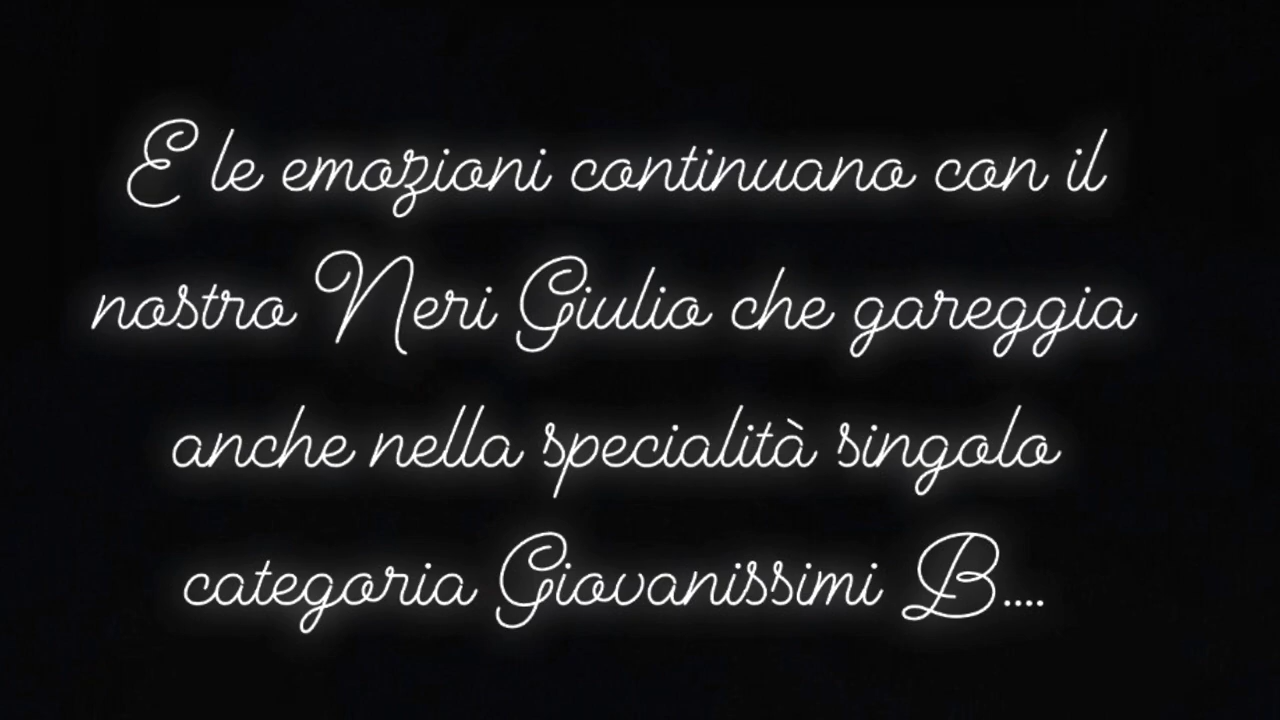 E le emozioni continuano con il
nostro Neri Giulio che gareggia
anche nella specialità singolo
categoria Giovanissimi B....